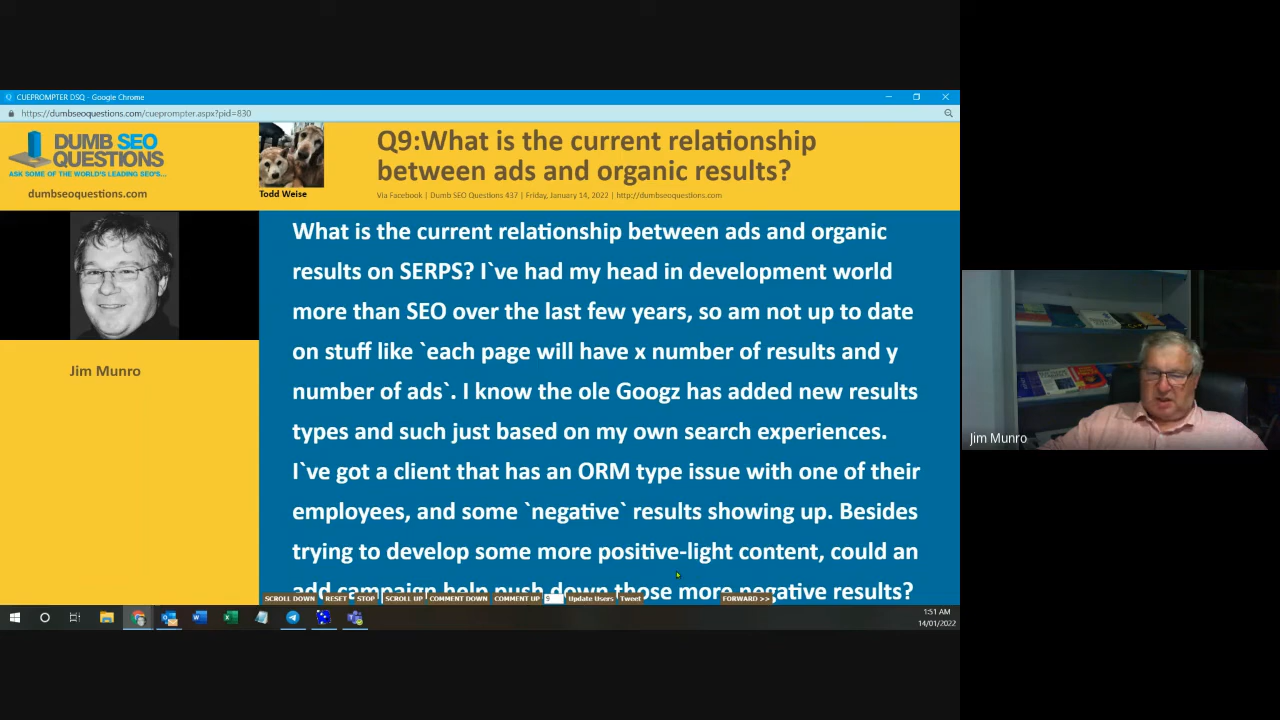 CUEPROMPTER DSQ - Google Chrome
https://dumbseoquestions.com/cueprompter.aspx?pid=830
DUMB SEO
QUESTIONS
ASK SOME OF THE WORLD'S LEADING SEO'S...
dumbseoquestions.com
Todd Weise
Q9:What is the current relationship
between ads and organic results?
Via Facebook | Dumb SEO Questions 437 | Friday, January 14, 2022 | http://dumbseoquestions.com
Jim Munro
What is the current relationship between ads and organic
results on SERPS? I`ve had my head in development world
more than SEO over the last few years, so am not up to date
on stuff like `each page will have x number of results and y
number of ads`. I know the ole Googz has added new results
types and such just based on my own search experiences.
I`ve got a client that has an ORM type issue with one of their
employees, and some `negative` results showing up. Besides
trying to develop some more positive-light content, could an
add campaign help push down those more negative results?
SCROLL DOWN RESET STOP SCROLL UP COMMENT DOWN COMMENT UP 9 Update Users Tweet FORWARD >>
1:51 AM
14/01/2022
Jim Munro